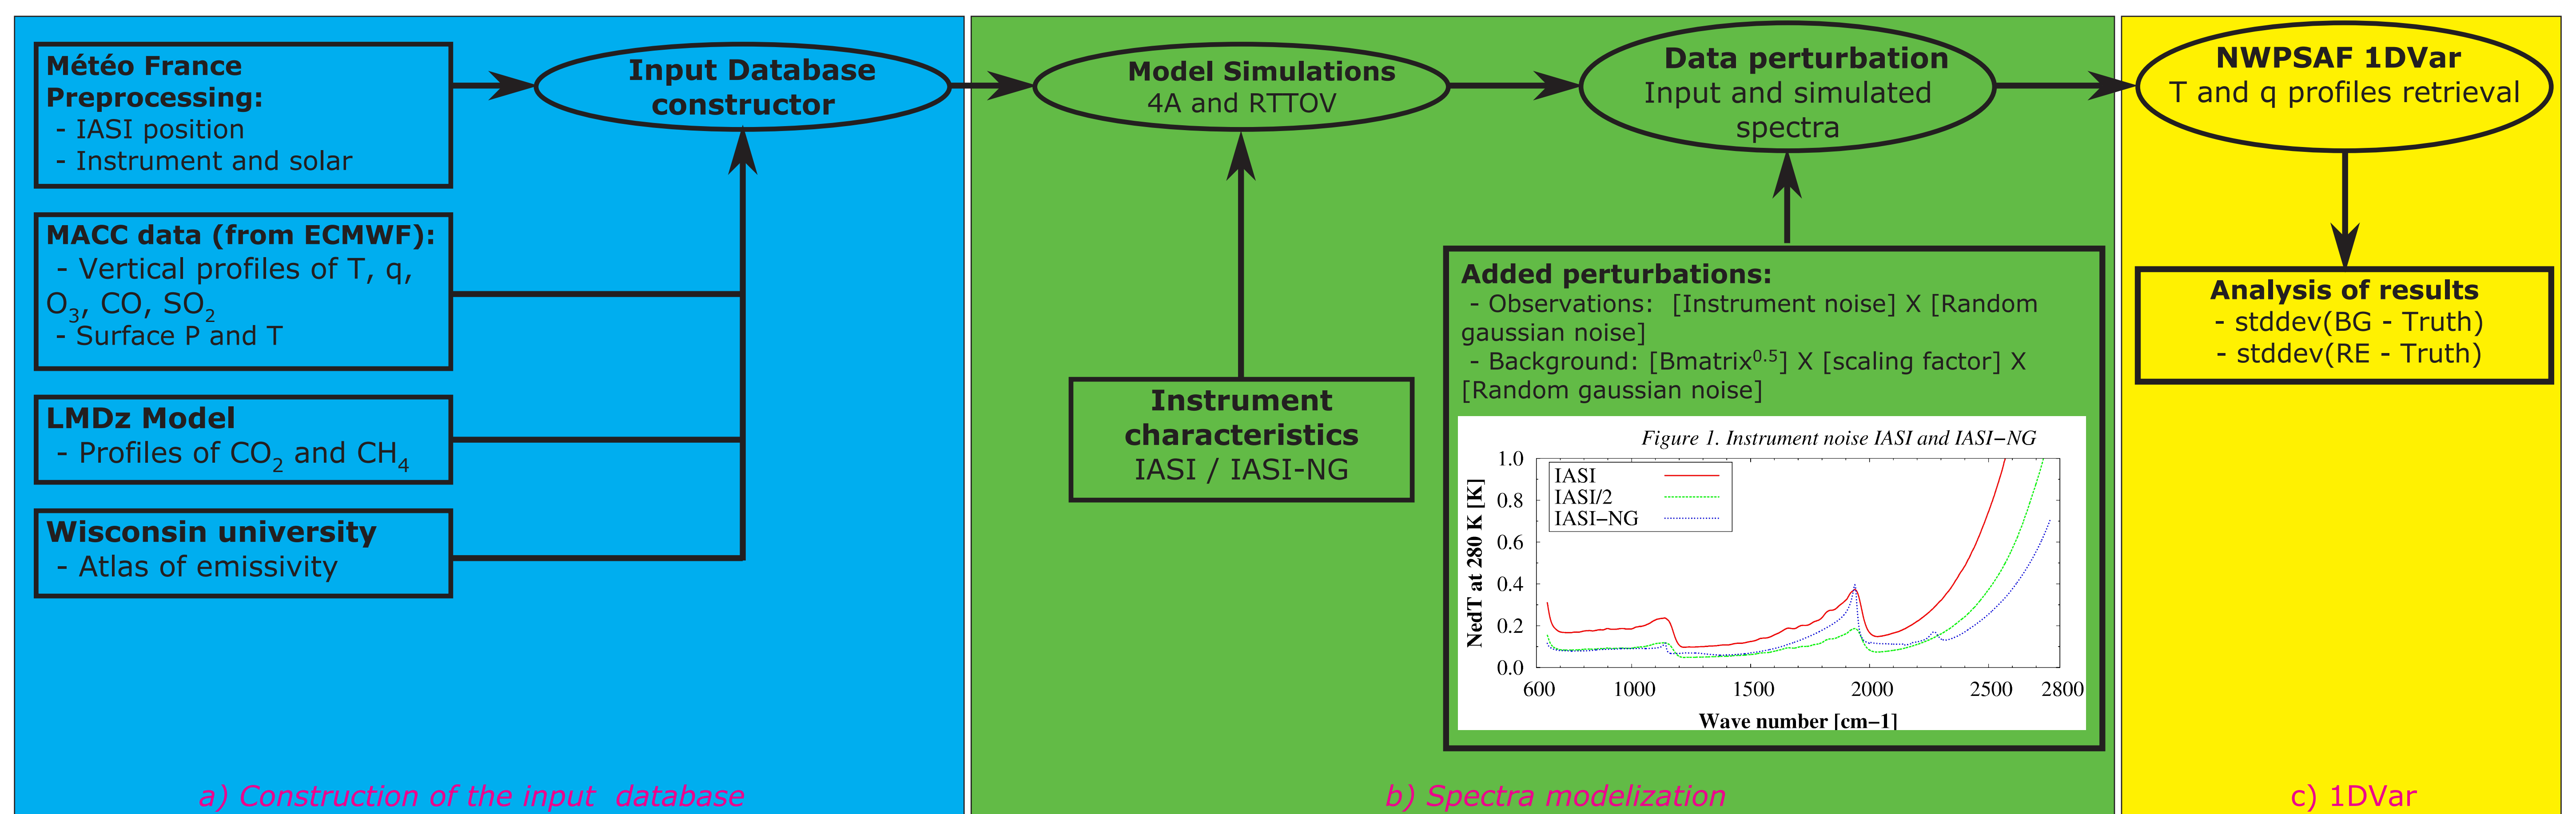 Météo France
Preprocessing:
- IASI position
- Instrument and solar
MACC data (from ECMWF):
- Vertical profiles of T, q,
O3, CO, SO2
- Surface P and T
LMDz Model
- Profiles of CO2 and CH4
Wisconsin university
- Atlas of emissivity
Input Database
constructor
a) Construction of the input database
Model Simulations
4A and RTTOV
Instrument
characteristics
IASI / IASI-NG
Data perturbation
Input and simulated
spectra
Added perturbations:
- Observations: [Instrument noise] X [Random
gaussian noise]
- Background: [Bmatrix^0.5] X [scaling factor] X
[Random gaussian noise]
Figure 1. Instrument noise IASI and IASI−NG
NedT at 280 K [K]
1.0
0.8
0.6
0.4
0.2
0.0
IASI
IASI/2
IASI−NG
600 1000 1500 2000 2500 2800
Wave number [cm−1]
b) Spectra modelization
NWPSAF 1DVar
T and q profiles retrieval
Analysis of results
- stddev(BG - Truth)
- stddev(RE - Truth)
c) 1DVar